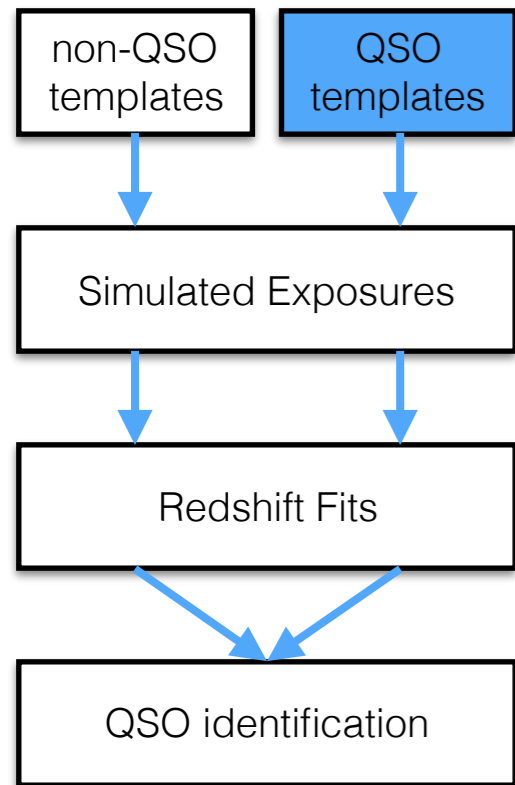 non-QSO
templates
QSO
templates
Simulated Exposures
Redshift Fits
QSO identification